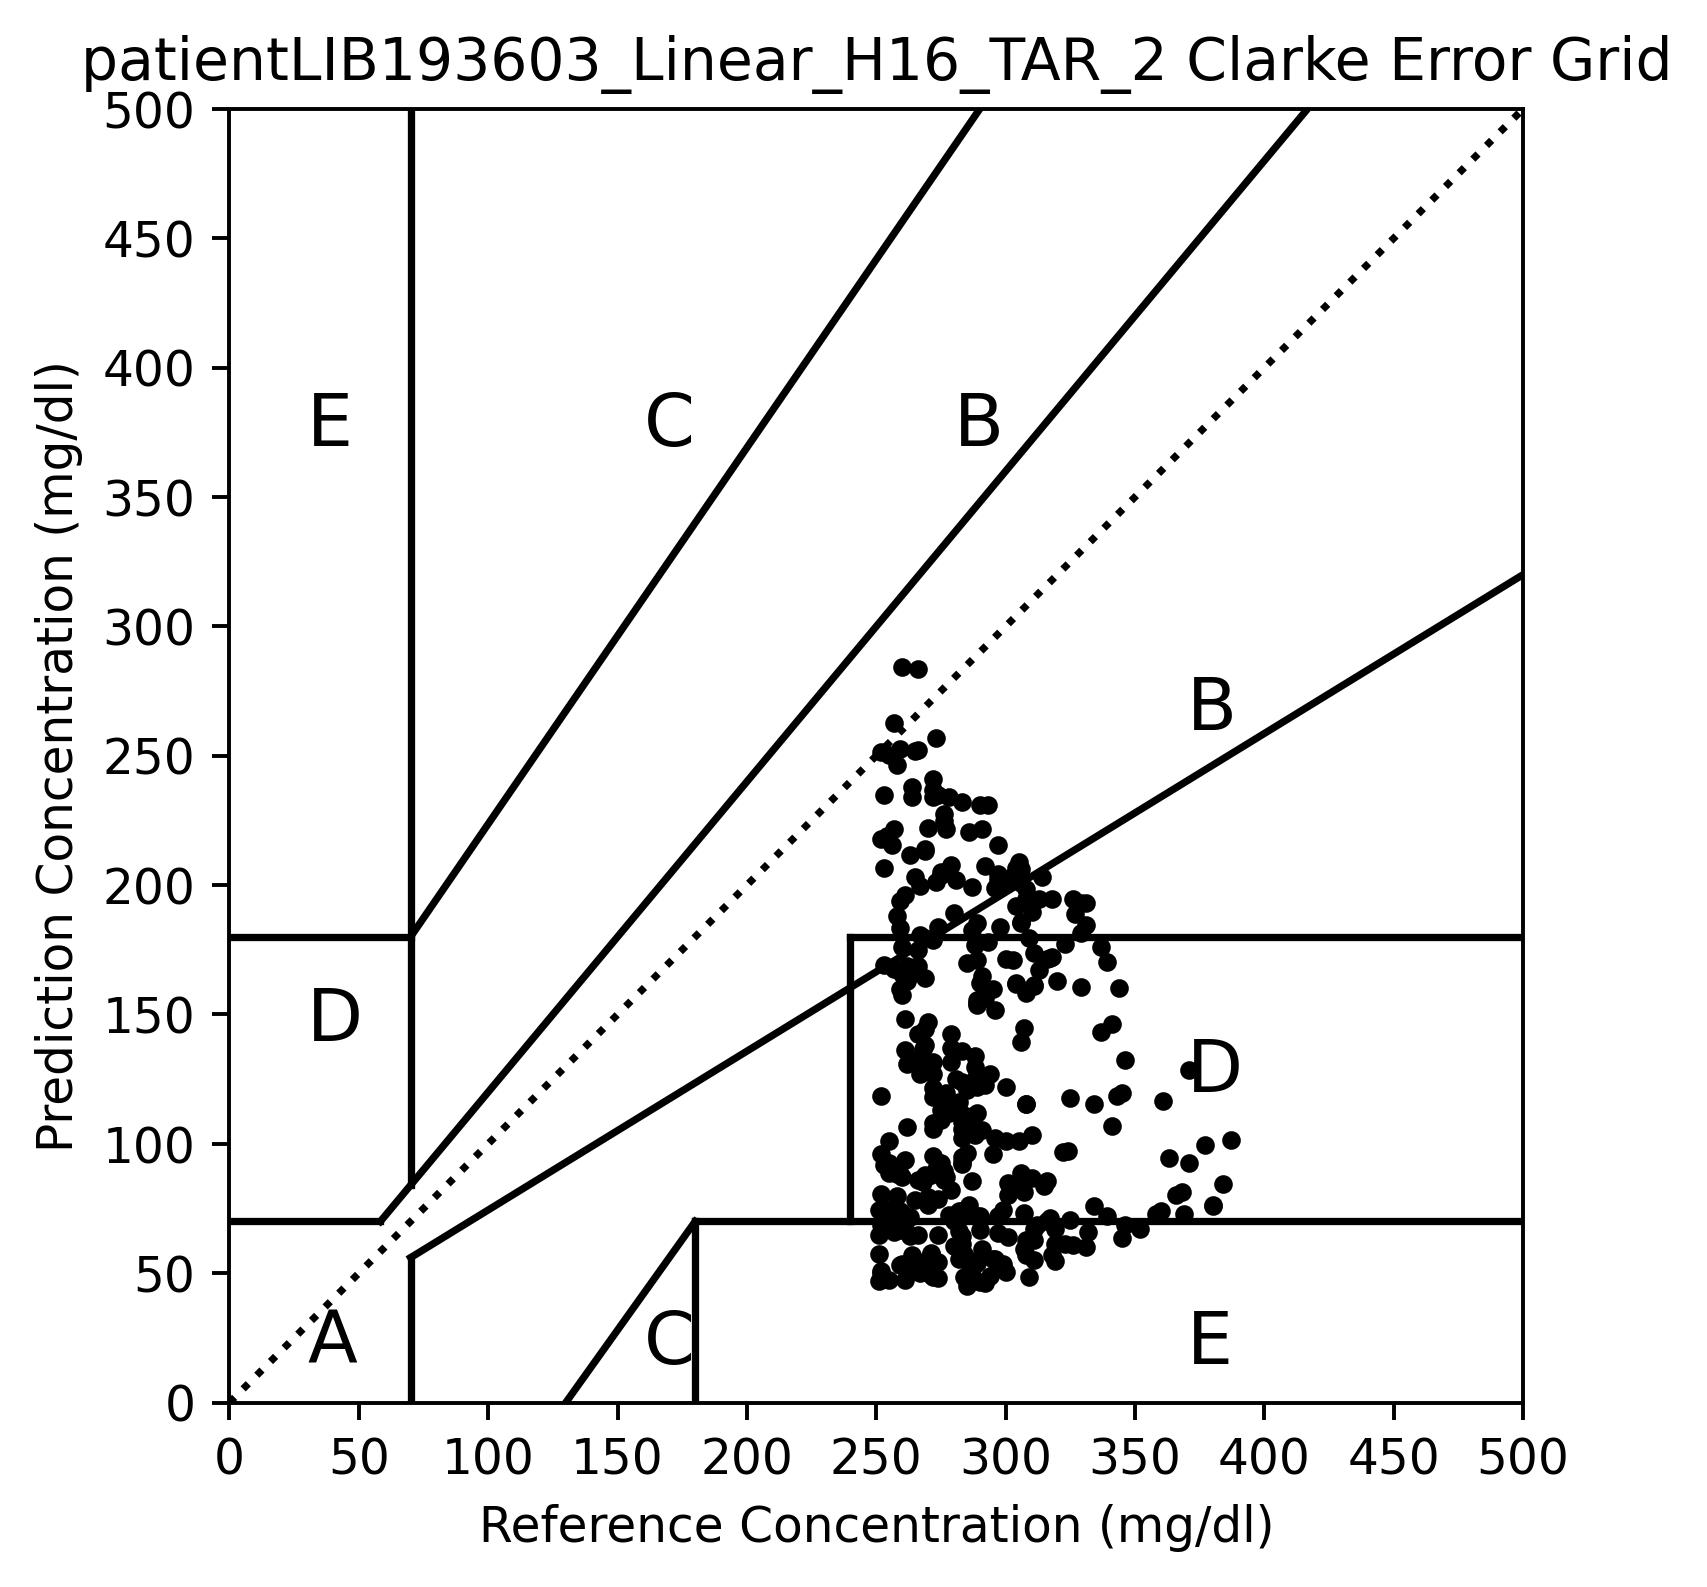 patientLIB193603_Linear_H16_TAR_2 Clarke Error Grid
500
450
400
350
300
250
200
150
100
50
0
Prediction Concentration (mg/dl)
E
C
B
B
D
D
A
C
E
0 50 100 150 200 250 300 350 400 450 500
Reference Concentration (mg/dl)